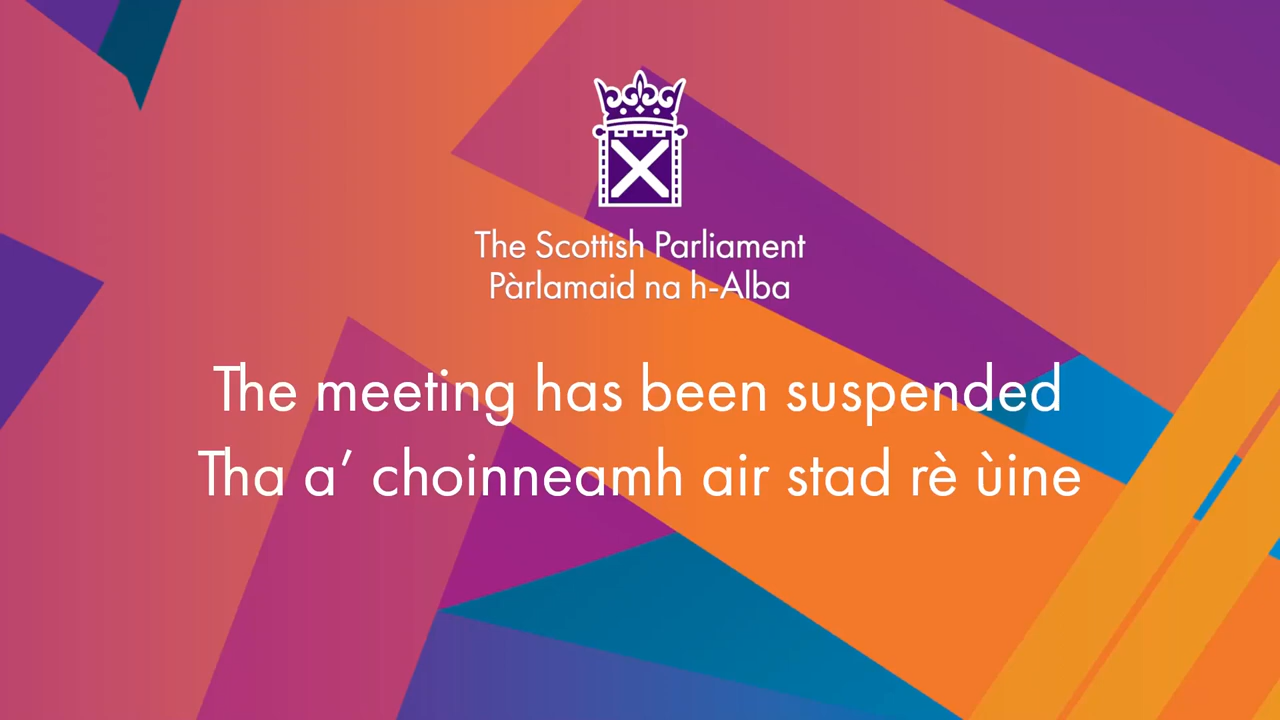 The Scottish Parliament
Pàrlamaid na h-Alba
The meeting has been suspended
Tha a’ choinneamh air stad rè ùine